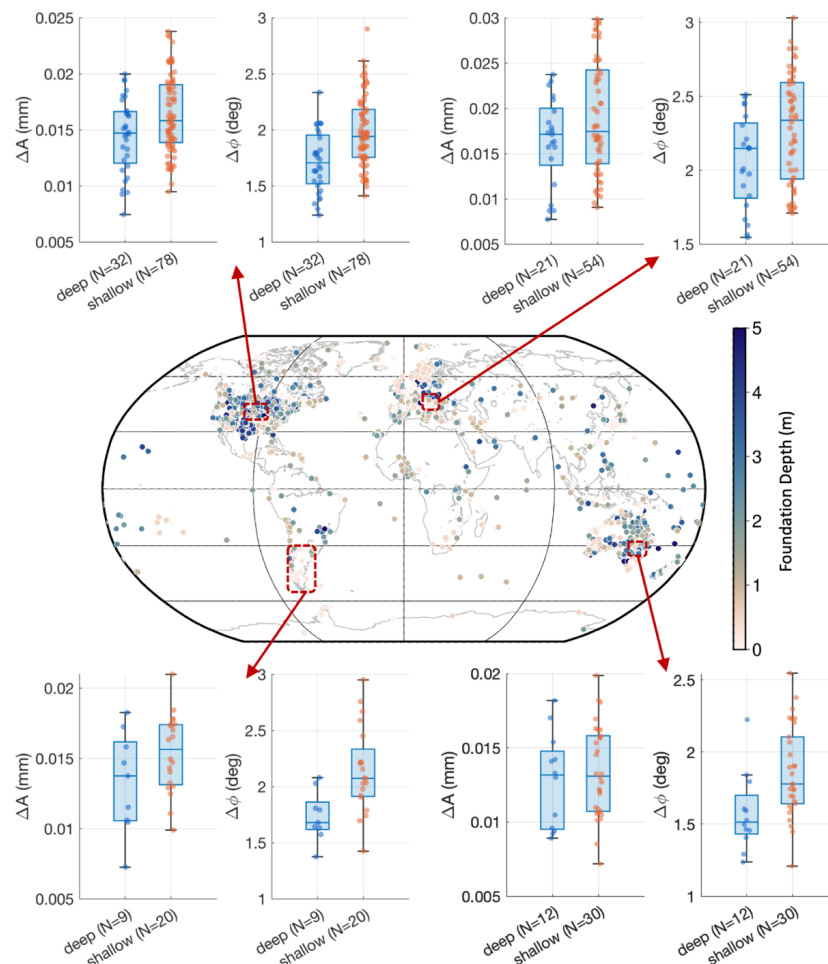 0.025
0.02
0.015
0.01
0.005
ΔA (mm)
deep (N=32)
shallow (N=78)
3
2.5
2
1.5
1
Δϕ (deg)
deep (N=32)
shallow (N=78)
0.03
0.025
0.02
0.015
0.01
0.005
ΔA (mm)
deep (N=21)
shallow (N=54)
3
2.5
2
1.5
Δϕ (deg)
deep (N=21)
shallow (N=54)
5
4
3
2
1
0
Foundation Depth (m)
0.02
0.015
0.01
0.005
ΔA (mm)
deep (N=9)
shallow (N=20)
3
2.5
2
1.5
1
Δϕ (deg)
deep (N=9)
shallow (N=20)
0.02
0.015
0.01
0.005
ΔA (mm)
deep (N=12)
shallow (N=30)
2.5
2
1.5
1
Δϕ (deg)
deep (N=12)
shallow (N=30)